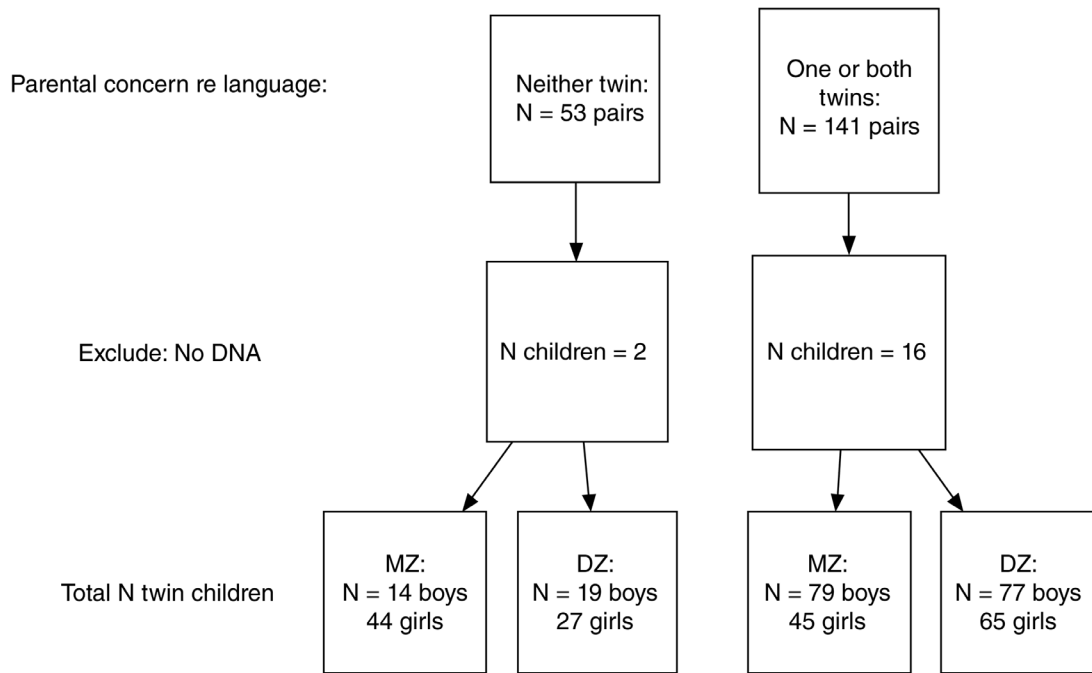 Parental concern re language:
Neither twin:
N = 53 pairs
One or both
twins:
N = 141 pairs
Exclude: No DNA
N children = 2
N children = 16
Total N twin children
MZ:
N = 14 boys
44 girls
DZ:
N = 19 boys
27 girls
MZ:
N = 79 boys
45 girls
DZ:
N = 77 boys
65 girls